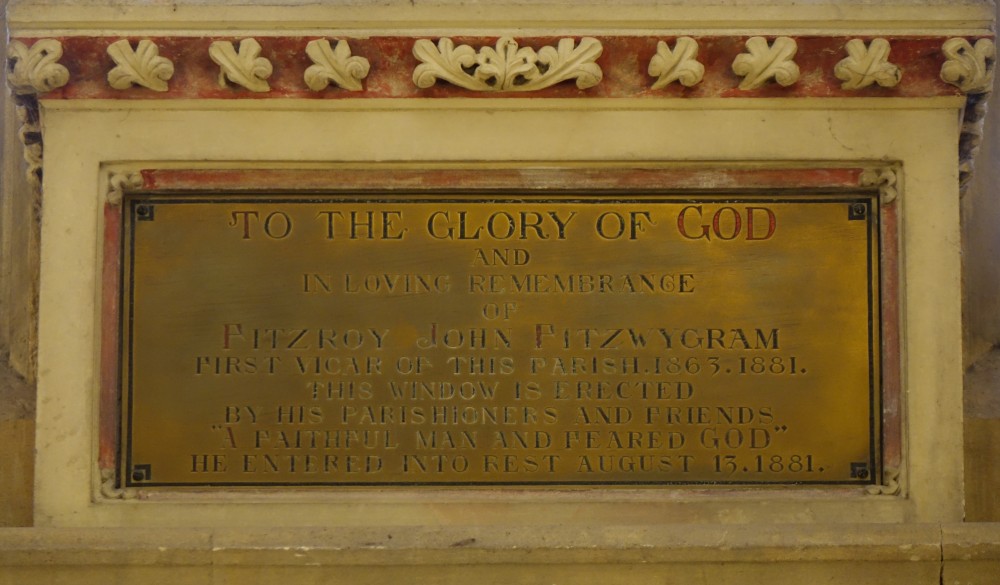 TO THE GLORY OF GOD
AND
IN LOVING REMEMBRANCE
OF
FITZROY JOHN FITZWYGRAM
FIRST VICAR OF THIS PARISH. 1863. 1881.
THIS WINDOW IS ERECTED
BY HIS PARISHIONERS AND FRIENDS.
"A FAITHFUL MAN AND FEARED GOD"
HE ENTERED INTO REST AUGUST 13. 1881.